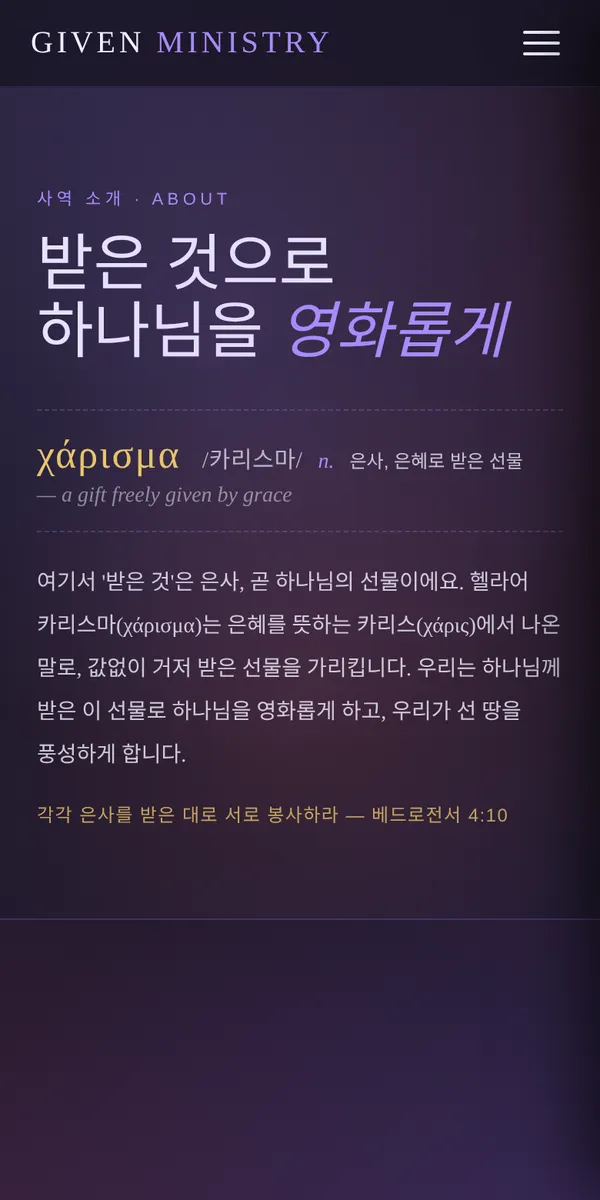 GIVEN MINISTRY
사역 소개 · ABOUT
받은 것으로
하나님을 영화롭게
χάρισμα /카리스마/ n. 은사, 은혜로 받은 선물
— a gift freely given by grace
여기서 '받은 것'은 은사, 곧 하나님의 선물이에요. 헬라어
카리스마(χάρισμα)는 은혜를 뜻하는 카리스(χάρις)에서 나온
말로, 값없이 거저 받은 선물을 가리킵니다. 우리는 하나님께
받은 이 선물로 하나님을 영화롭게 하고, 우리가 선 땅을
풍성하게 합니다.
각각 은사를 받은 대로 서로 봉사하라 — 베드로전서 4:10